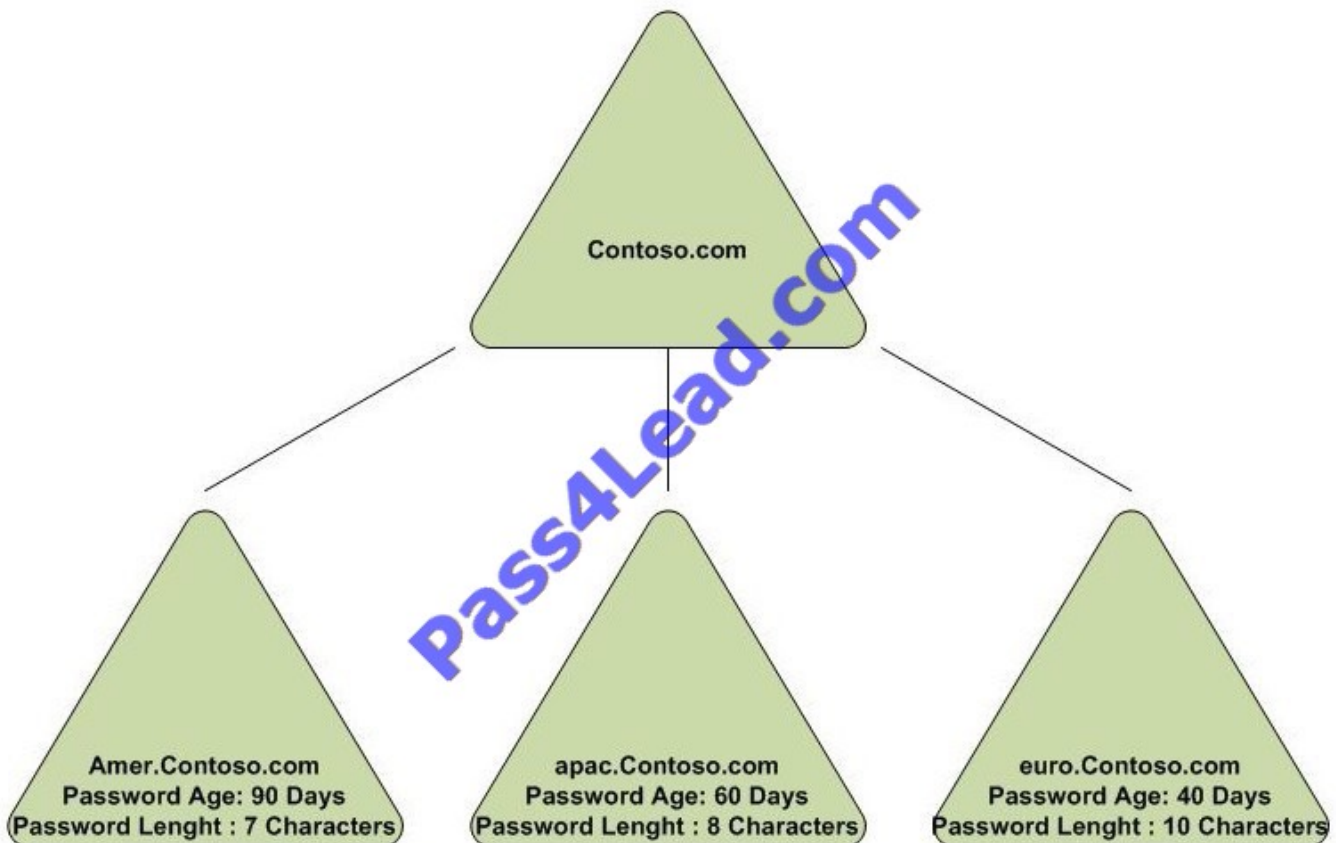 Contoso.com
Pass4Lead.com
Amer.Contoso.com
Password Age: 90 Days
Password Lenght : 7 Characters
apac.Contoso.com
Password Age: 60 Days
Password Lenght : 8 Characters
euro.Contoso.com
Password Age: 40 Days
Password Lenght : 10 Characters